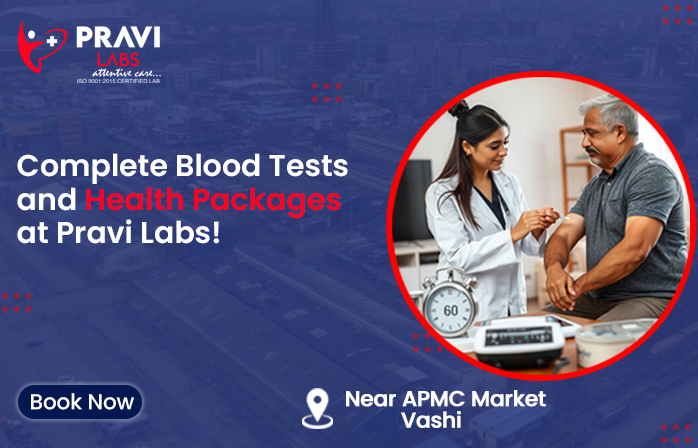 PRAVI
LABS
attentive care...
ISO 9001:2015 CERTIFIED LAB
Complete Blood Tests
and Health Packages
at Pravi Labs!
60
Book Now
Near APMC Market
Vashi